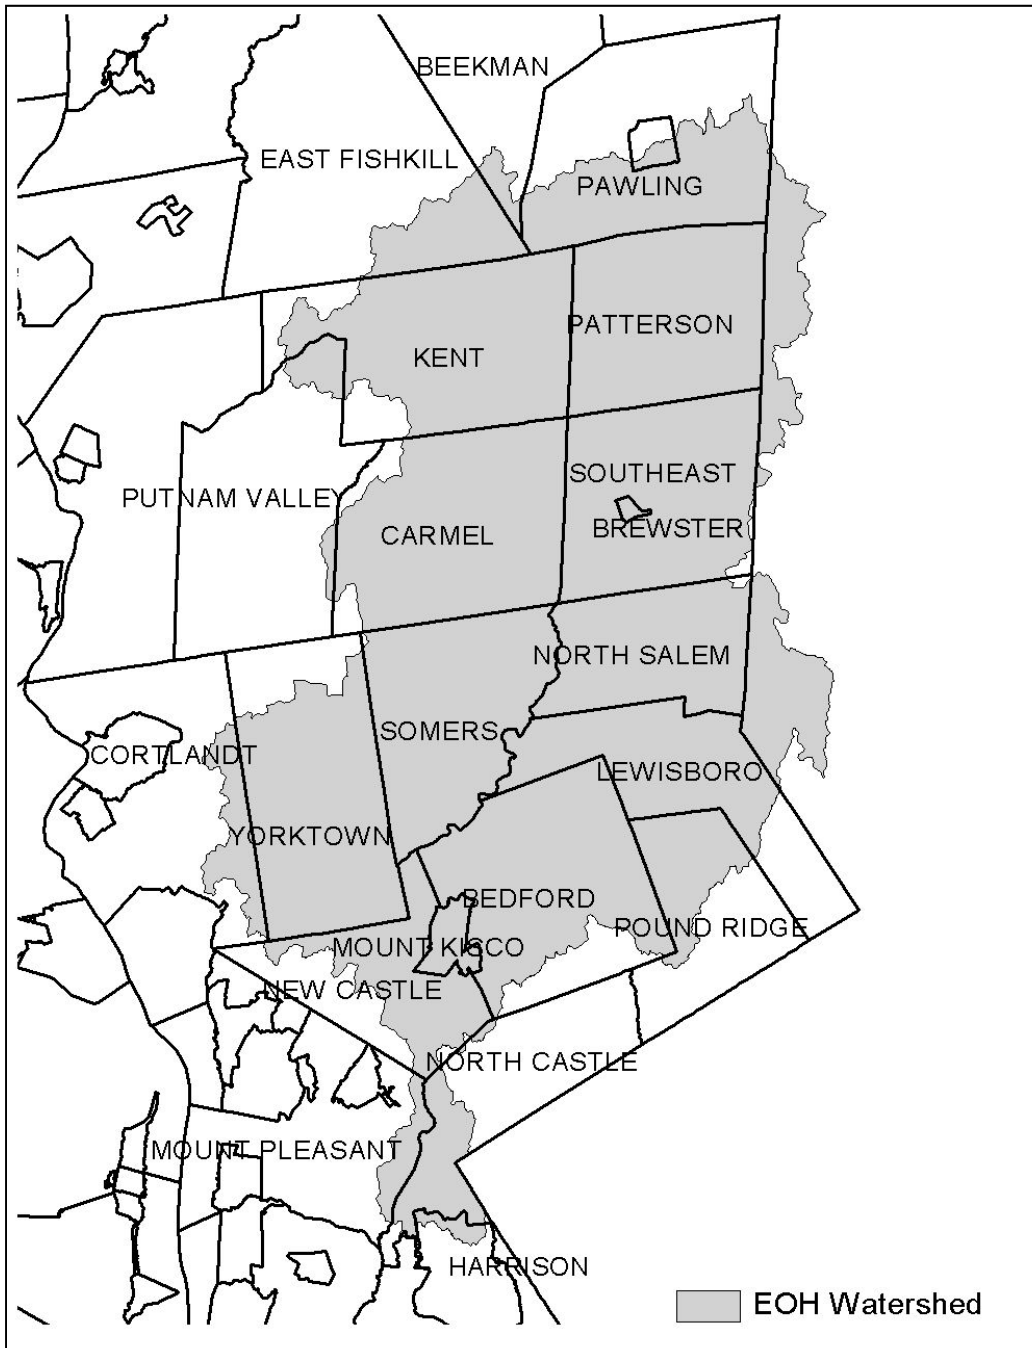 BEEKMAN
EAST FISHKILL
PAWLING
PATTERSON
KENT
SOUTHEAST
PUTNAM VALLEY
BREWSTER
CARMEL
NORTH SALEM
SOMERS
CORTLANDT
LEWISBORO
YORKTOWN
BEDFORD
POUND RIDGE
MOUNT KISCO
NEW CASTLE
NORTH CASTLE
MOUNT PLEASANT
HARRISON
EOH Watershed